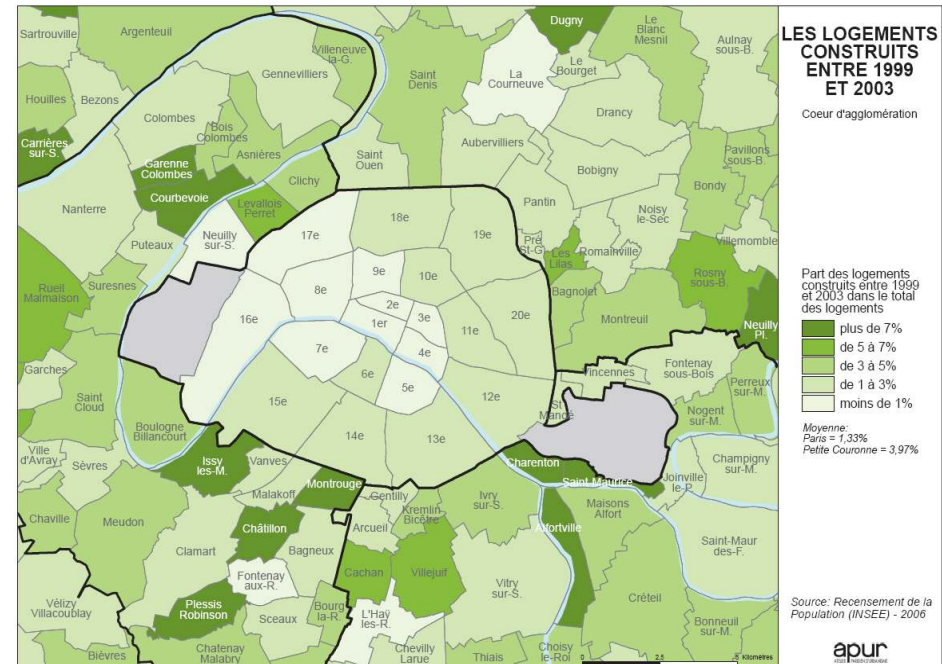 LES LOGEMENTS
CONSTRUITS
ENTRE 1999
ET 2003
Coeur d'agglomération
Part des logements
construits entre 1999
et 2003 dans le total
des logements
plus de 7%
de 5 à 7%
de 3 à 5%
de 1 à 3%
moins de 1%
Moyenne:
Paris = 1,33%
Petite Couronne = 3,97%
Source: Recensement de la
Population (INSEE) - 2006
apur
Sartrouville
Argenteuil
Villeneuve
la-G.
Gennevilliers
Saint
Denis
Dugny
La
Courneuve
Le
Bourget
Le
Blanc
Mesnil
Aulnay
sous-B.
Houilles
Bezons
Carrières
sur-S.
Colombes
Bois
Colombes
Asnières
Garenne
Colombes
Courbevoie
Clichy
Levallois
Perret
Saint
Ouen
Aubervilliers
Drancy
Bobigny
Pavillons
sous-B.
Bondy
Nanterre
Puteaux
Neuilly
sur-S.
Pantin
Pré
St-G.
Les
Lilas
Romainville
Noisy
le-Sec
Villemomble
Rosny
sous-B.
Neuilly
Pl.
Rueil
Malmaison
Suresnes
Bagnolet
Montreuil
17e
18e
19e
8e
9e
10e
2e
3e
1er
4e
11e
20e
16e
7e
6e
5e
12e
15e
14e
13e
Garches
Saint
Cloud
Boulogne
Billancourt
Vincennes
St
Mandé
Fontenay
sous-Bois
Perreux
sur-M.
Nogent
sur-M.
Champigny
sur-M.
Joinville
le-P.
Ville
d'Avray
Sèvres
Issy
les-M.
Vanves
Malakoff
Montrouge
Gentilly
Kremlin
Bicêtre
Arcueil
Ivry
sur-S.
Charenton
Saint-Maurice
Maisons
Alfort
Alfortville
Saint-Maur
des-F.
Chaville
Meudon
Clamart
Châtillon
Bagneux
Fontenay
aux-R.
Cachan
Villejuif
Vitry
sur-S.
Créteil
Vélizy
Villacoublay
Plessis
Robinson
Sceaux
Bourg
la-R.
L'Haÿ
les-R.
Chevilly
Larue
Thiais
Choisy
le-Roi
Bonneuil
sur-M.
Bièvres
Chatenay
Malabry
0
2,5
5 Kilomètres